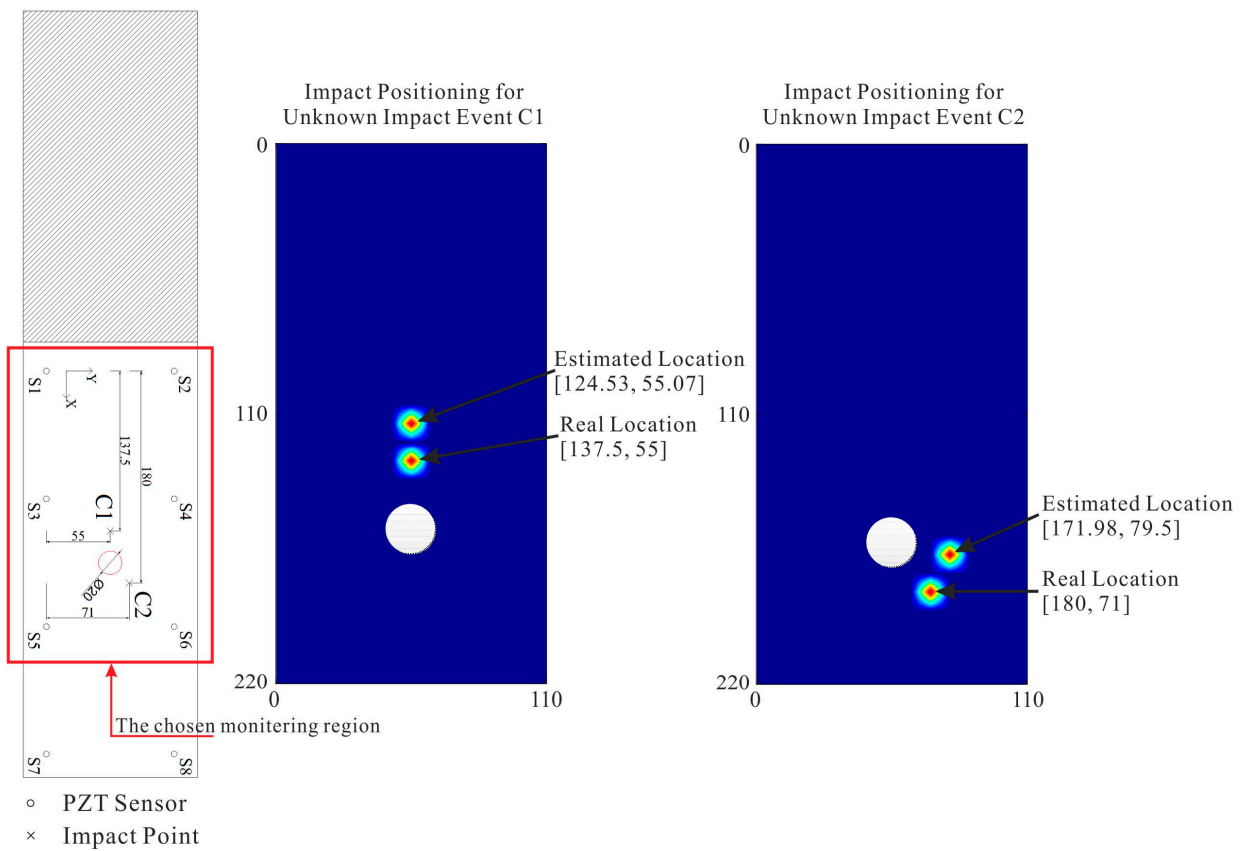 S1
S2
Y
X
137.5
180
S3
C1
S4
55
Ø20
71
C2
S5
S6
The chosen monitering region
S7
S8
PZT Sensor
Impact Point
Impact Positioning for
Unknown Impact Event C1
0
110
220
0
110
Estimated Location
[124.53, 55.07]
Real Location
[137.5, 55]
Impact Positioning for
Unknown Impact Event C2
0
110
220
0
110
Estimated Location
[171.98, 79.5]
Real Location
[180, 71]